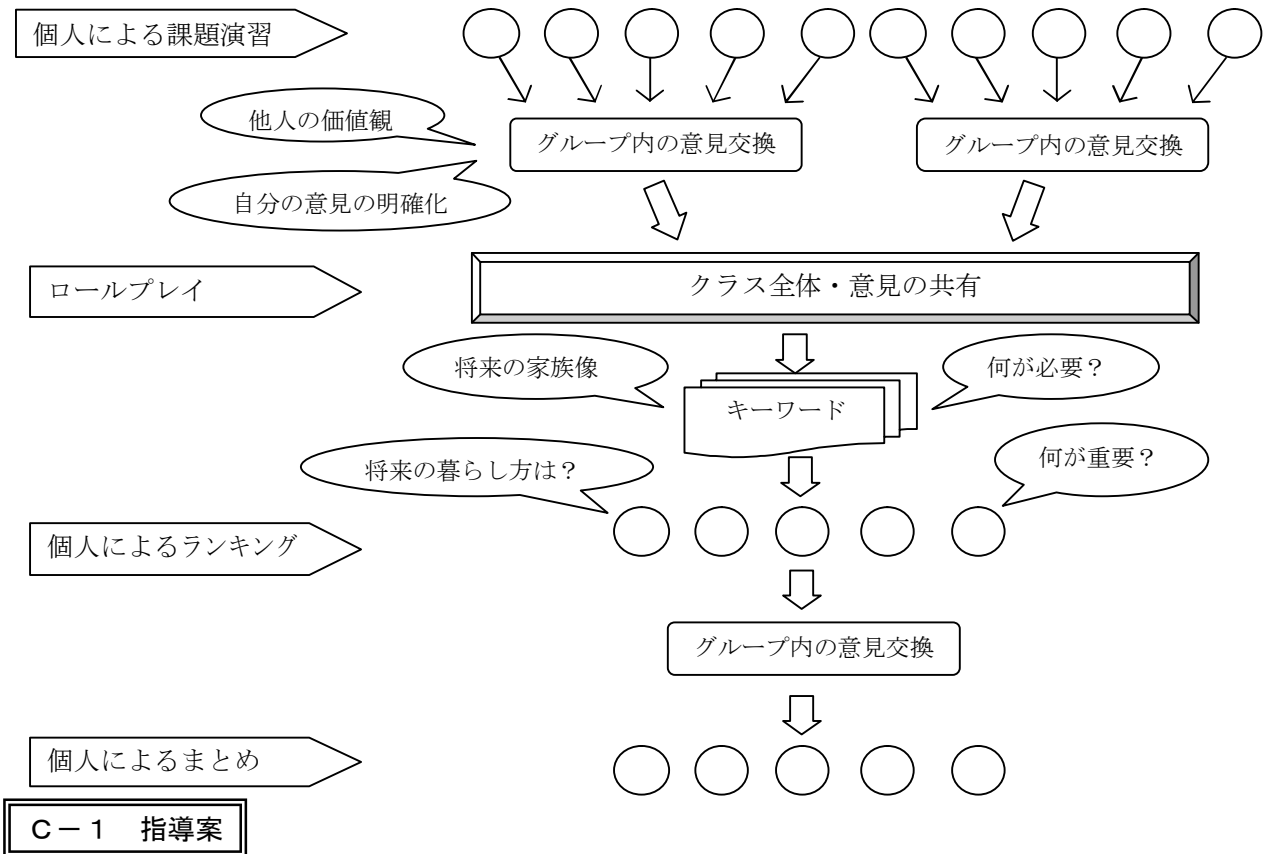 個人による課題演習
他人の価値観
グループ内の意見交換
グループ内の意見交換
自分の意見の明確化
ロールプレイ
クラス全体・意見の共有
将来の家族像
何が必要？
キーワード
将来の暮らし方は？
何が重要？
個人によるランキング
グループ内の意見交換
個人によるまとめ
Ｃ－１　指導案